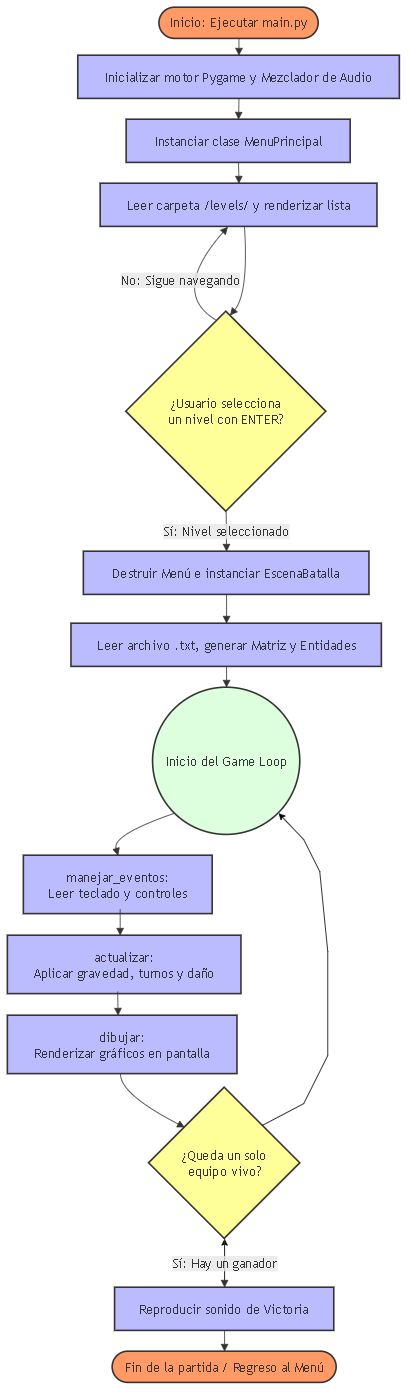 Inicio: Ejecutar main.py
Inicializar motor Pygame y Mezclador de Audio
Instanciar clase MenuPrincipal
Leer carpeta /levels/ y renderizar lista
No: Sigue navegando
¿Usuario selecciona
un nivel con ENTER?
Sí: Nivel seleccionado
Destruir Menú e instanciar EscenaBatalla
Leer archivo .txt, generar Matriz y Entidades
Inicio del Game Loop
manejar_eventos:
Leer teclado y controles
actualizar:
Aplicar gravedad, turnos y daño
dibujar:
Renderizar gráficos en pantalla
¿Queda un solo
equipo vivo?
Sí: Hay un ganador
Reproducir sonido de Victoria
Fin de la partida / Regreso al Menú